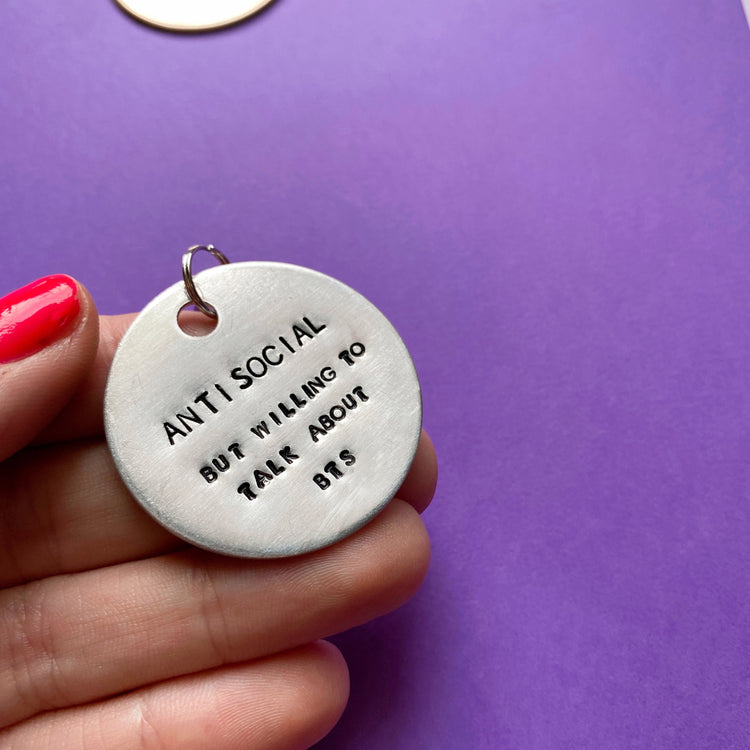 ANTI SOCIAL
BUT WILLING TO
TALK ABOUT
BTS